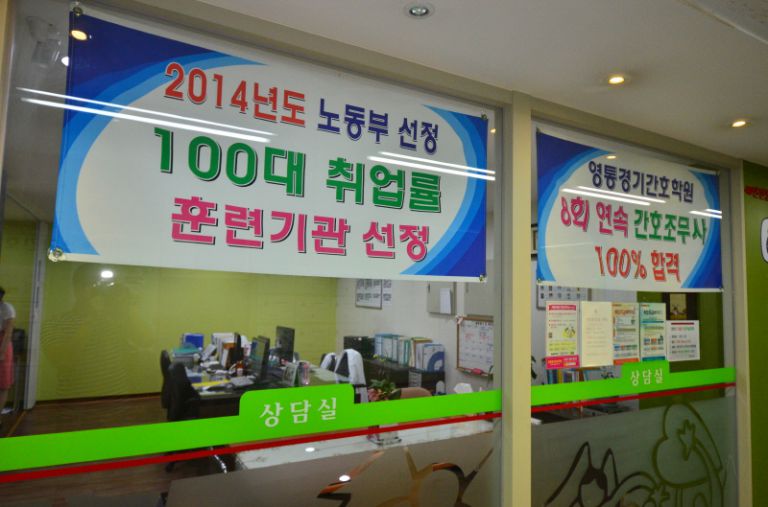 2014년도 노동부 선정
100대 취업률
훈련기관 선정
영통경기간호학원
8회 연속 간호조무사
100% 합격
상담실
상담실